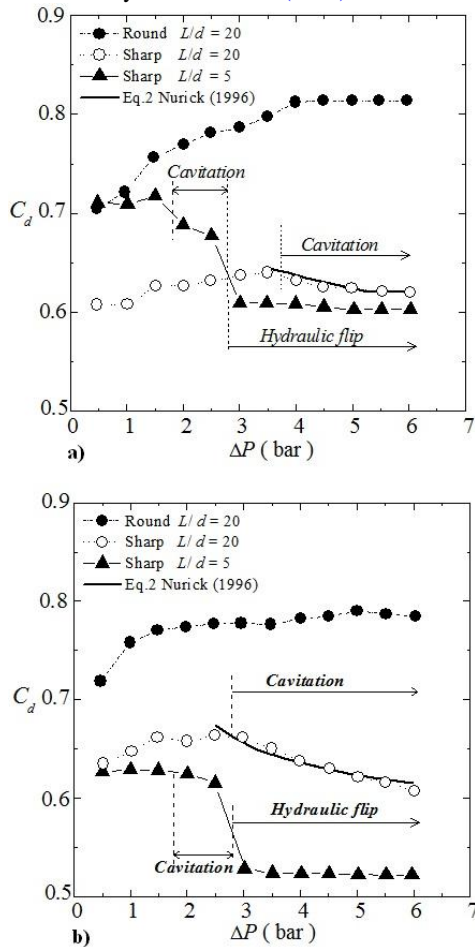 0.9
Round L/d = 20
Sharp L/d = 20
Sharp L/d = 5
Eq.2 Nurick (1996)
0.8
Cavitation
C_d
0.7
Cavitation
0.6
Hydraulic flip
0.5
0 1 2 3 4 5 6 7
a) ΔP ( bar )
b)
0.9
Round L/d = 20
Sharp L/d = 20
Sharp L/d = 5
Eq.2 Nurick (1996)
0.8
C_d
0.7
Cavitation
0.6
Hydraulic flip
Cavitation
0.5
0 1 2 3 4 5 6 7
b) ΔP ( bar )